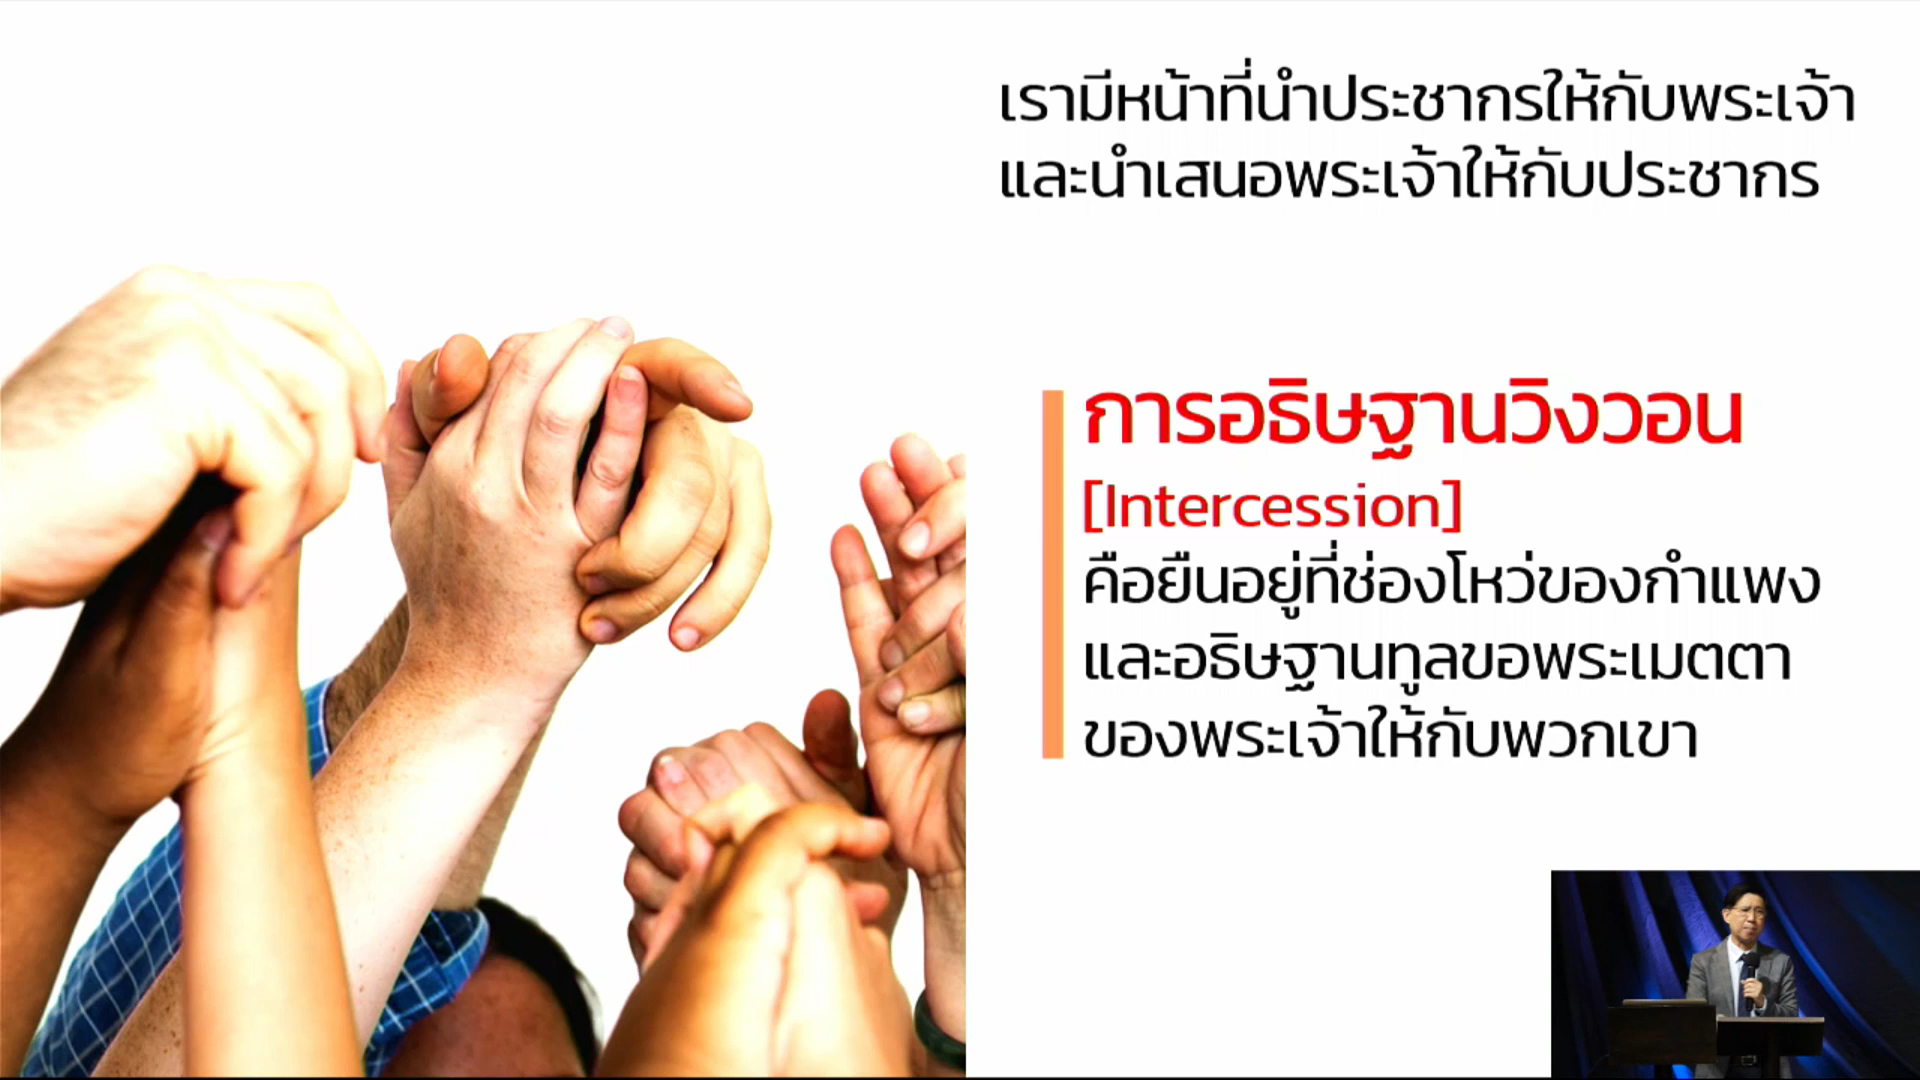 เรามีหน้าที่นำประชากรให้กับพระเจ้า
และนำเสนอพระเจ้าให้กับประชากร
การอธิษฐานวิงวอน
[Intercession]
คือยืนอยู่ที่ช่องโหว่ของกำแพง
และอธิษฐานทูลขอพระเมตตา
ของพระเจ้าให้กับพวกเขา